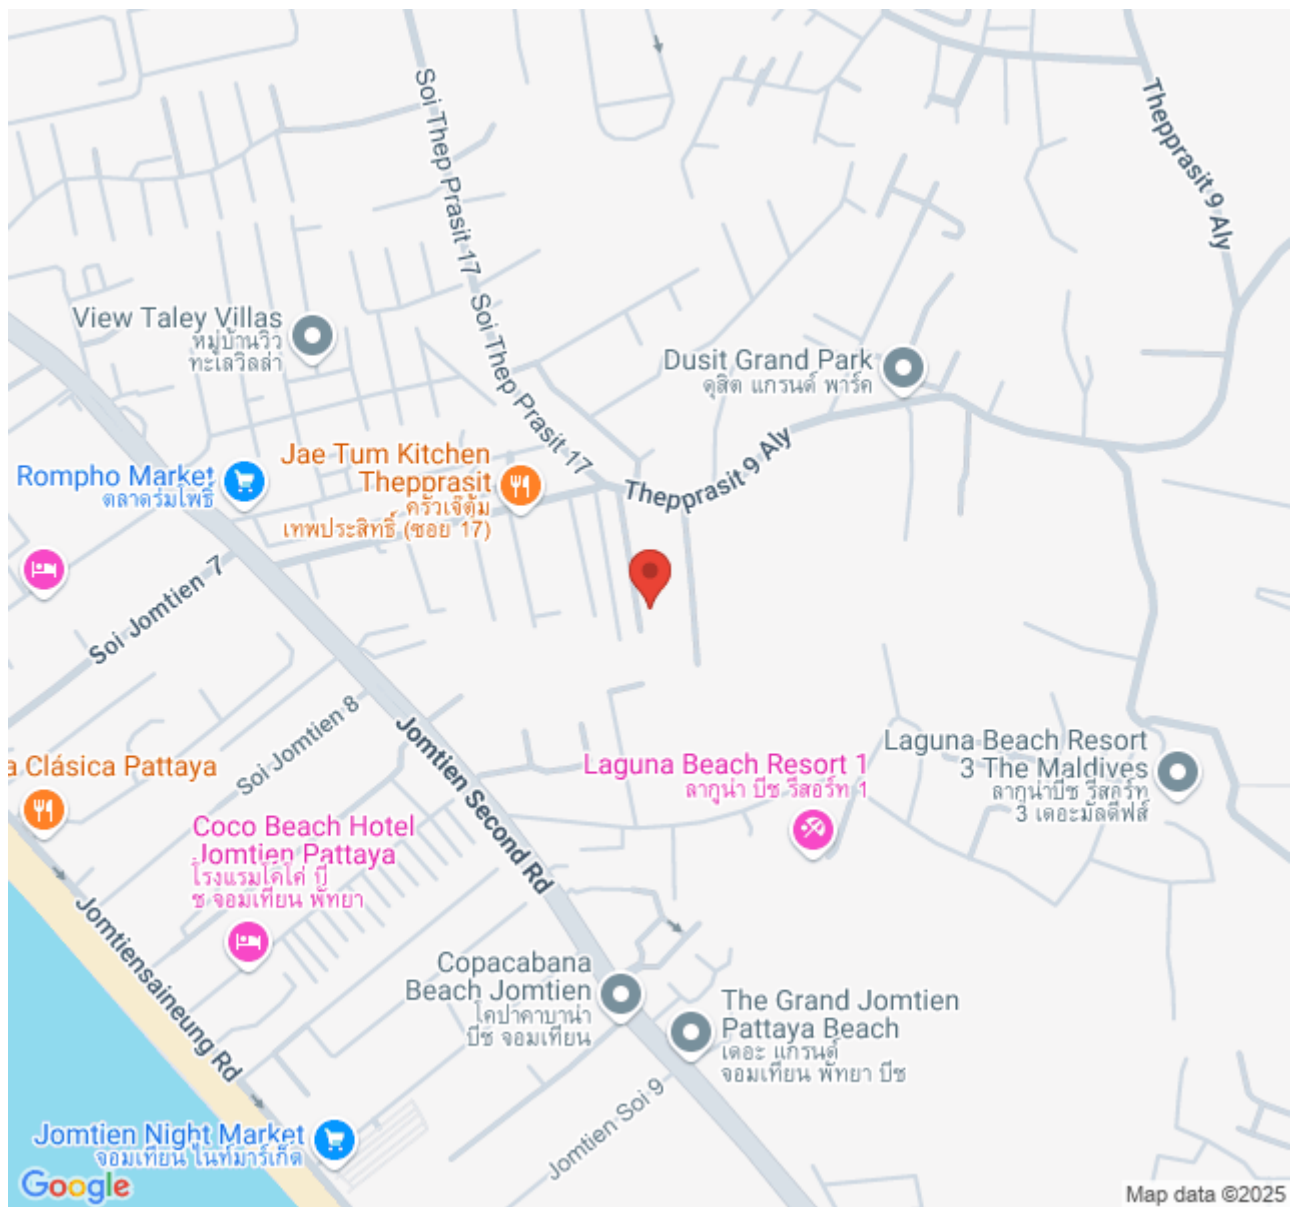 Soi Thep Prasit 17
Thepprasit 9 Aly
View Taley Villas
หมู่บ้านวิว
ทะเลวิลล่า
Soi Thep Prasit 17
Dusit Grand Park
ดุสิต แกรนด์ พาร์ค
Jae Tum Kitchen
Thepprasit
ครัวเจ๊ตุ้ม
เทพประสิทธิ์ (ซอย 17)
Rompho Market
ตลาดร่มโพธิ์
Thepprasit 9 Aly
Soi Jomtien 7
Soi Jomtien 8
Jomtien Second Rd
a Clásica Pattaya
Laguna Beach Resort 1
ลากูน่า บีช รีสอร์ท 1
Laguna Beach Resort
3 The Maldives
ลากูน่าบีช รีสอร์ท
3 เดอะมัลดีฟส์
Coco Beach Hotel
Jomtien Pattaya
โรงแรมโคโค่ บี
ช จอมเทียน พัทยา
Jomtiensaineung Rd
Copacabana
Beach Jomtien
โคปาคาบาน่า
บีช จอมเทียน
The Grand Jomtien
Pattaya Beach
เดอะ แกรนด์
จอมเทียน พัทยา บีช
Jomtien Soi 9
Jomtien Night Market
จอมเทียน ไนท์มาร์เก็ต
Google
Map data ©2025